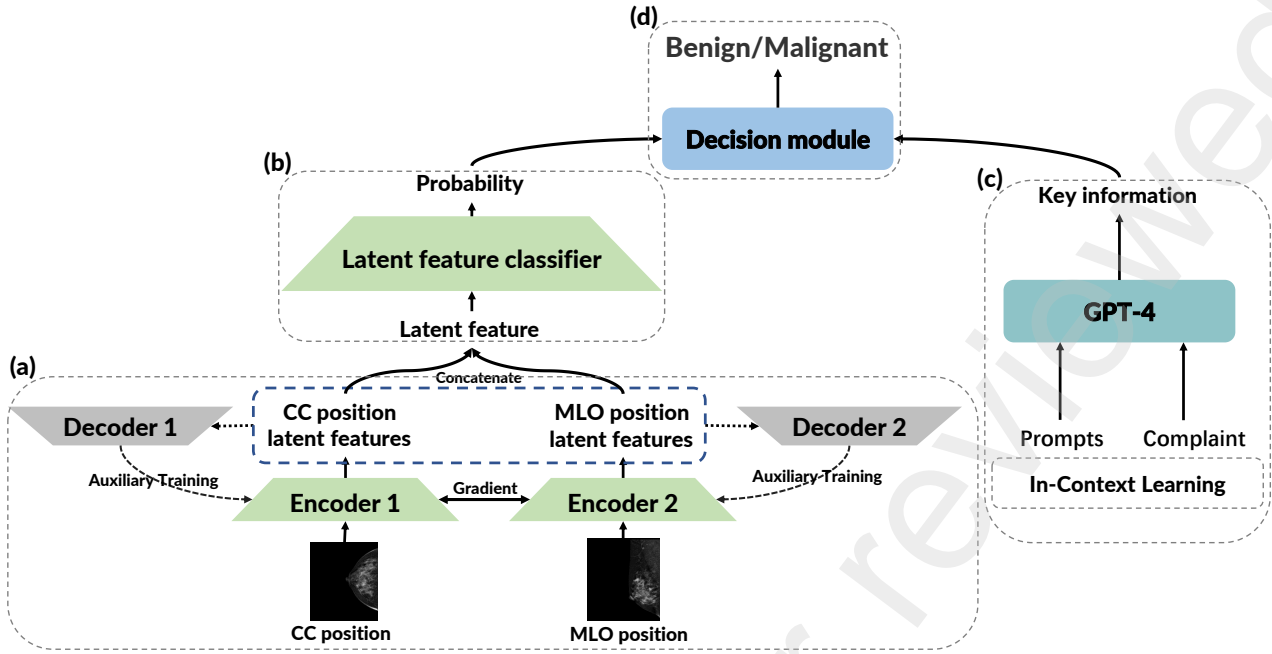 (d)
Benign/Malignant
Decision module
(b)
Probability
Latent feature classifier
Latent feature
(c)
Key information
GPT-4
Prompts
Complaint
In-Context Learning
(a)
Concatenate
Decoder 1
CC position
latent features
MLO position
latent features
Decoder 2
Auxiliary Training
Auxiliary Training
Encoder 1
Gradient
Encoder 2
CC position
MLO position
r reviewed